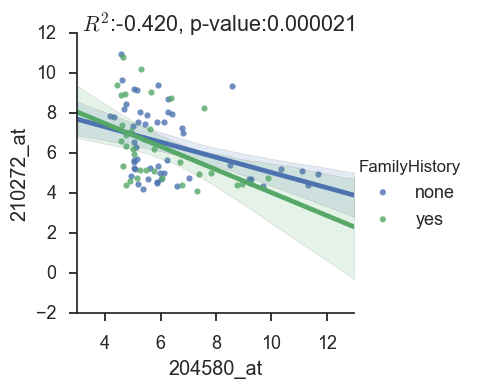 R²:-0.420, p-value:0.000021
12
10
8
6
4
2
0
−2
210272_at
4 6 8 10 12
204580_at
FamilyHistory
none
yes